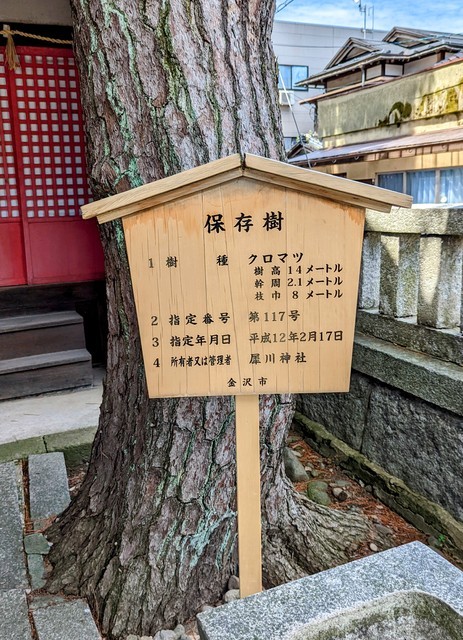 保存樹
1 樹種 クロマツ
樹高 14メートル
幹周 2.1メートル
枝巾 8メートル
2 指定番号 第117号
3 指定年月日 平成12年2月17日
4 所有者又は管理者 犀川神社
金沢市